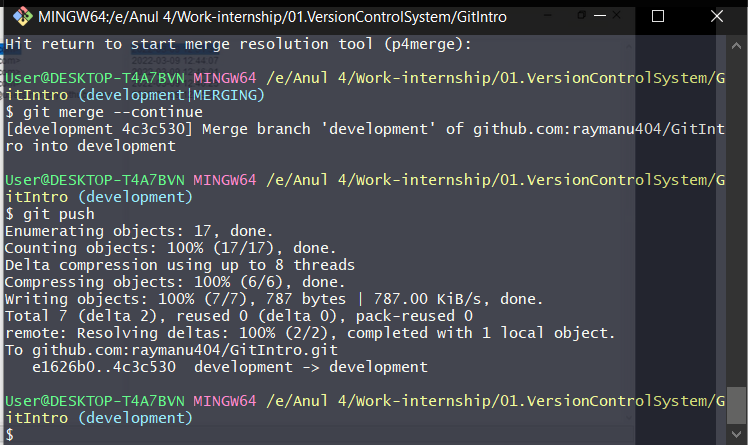 MINGW64:/e/Anul 4/Work-internship/01.VersionControlSystem/GitIntro
Hit return to start merge resolution tool (p4merge):
User@DESKTOP-T4A7BVN MINGW64 /e/Anul 4/Work-internship/01.VersionControlSystem/G
itIntro (development|MERGING)
$ git merge --continue
[development 4c3c530] Merge branch 'development' of github.com:raymanu404/GitInt
ro into development
User@DESKTOP-T4A7BVN MINGW64 /e/Anul 4/Work-internship/01.VersionControlSystem/G
itIntro (development)
$ git push
Enumerating objects: 17, done.
Counting objects: 100% (17/17), done.
Delta compression using up to 8 threads
Compressing objects: 100% (6/6), done.
Writing objects: 100% (7/7), 787 bytes | 787.00 KiB/s, done.
Total 7 (delta 2), reused 0 (delta 0), pack-reused 0
remote: Resolving deltas: 100% (2/2), completed with 1 local object.
To github.com:raymanu404/GitIntro.git
   e1626b0..4c3c530  development -> development
User@DESKTOP-T4A7BVN MINGW64 /e/Anul 4/Work-internship/01.VersionControlSystem/G
itIntro (development)
$